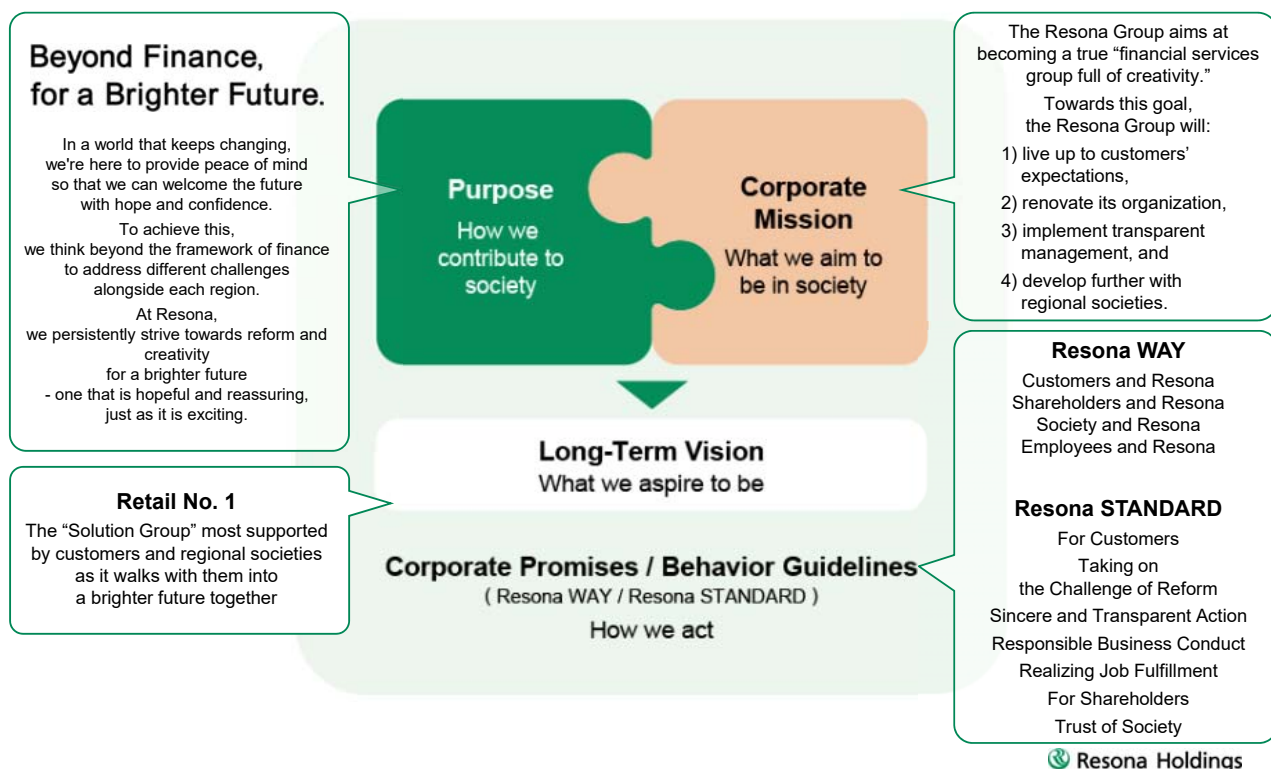 Beyond Finance,
for a Brighter Future.
In a world that keeps changing,
we're here to provide peace of mind
so that we can welcome the future
with hope and confidence.
To achieve this,
we think beyond the framework of finance
to address different challenges
alongside each region.
At Resona,
we persistently strive towards reform and
creativity
for a brighter future
- one that is hopeful and reassuring,
just as it is exciting.
Retail No. 1
The “Solution Group” most supported
by customers and regional societies
as it walks with them into
a brighter future together
Purpose
How we
contribute to
society
Corporate
Mission
What we aim to
be in society
Long-Term Vision
What we aspire to be
Corporate Promises / Behavior Guidelines
( Resona WAY / Resona STANDARD )
How we act
The Resona Group aims at
becoming a true “financial services
group full of creativity.”
Towards this goal,
the Resona Group will:
1) live up to customers’
expectations,
2) renovate its organization,
3) implement transparent
management, and
4) develop further with
regional societies.
Resona WAY
Customers and Resona
Shareholders and Resona
Society and Resona
Employees and Resona
Resona STANDARD
For Customers
Taking on
the Challenge of Reform
Sincere and Transparent Action
Responsible Business Conduct
Realizing Job Fulfillment
For Shareholders
Trust of Society
Resona Holdings